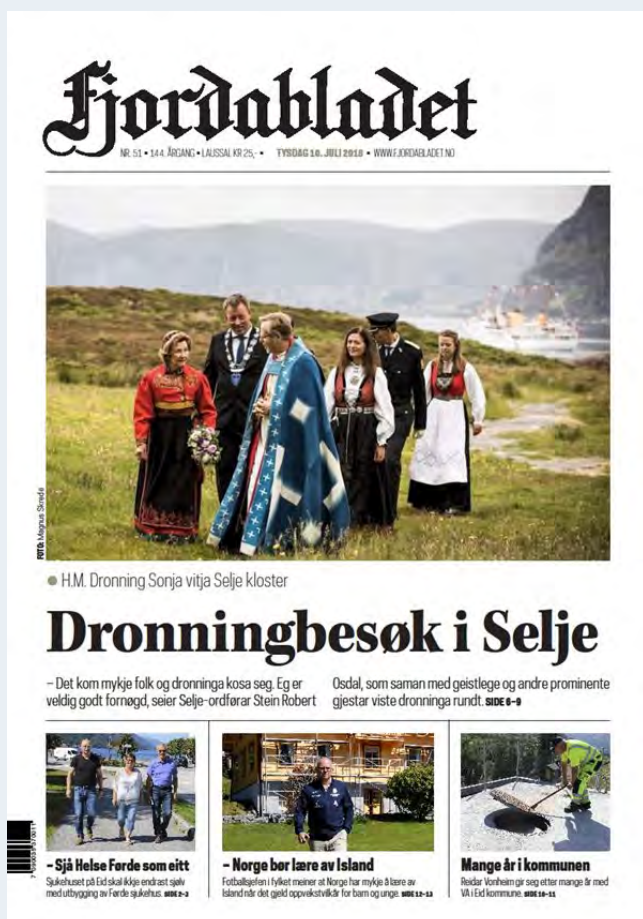 Fjordabladet
NR. 51 • 144. ÅRGANG • LAUSSAL KR 25,- • TYSDAG 10. JULI 2018 • WWW.FJORDABLADET.NO
FOTO: Magnus Skrede
• H.M. Dronning Sonja vitja Selje kloster
Dronningbesøk i Selje
– Det kom mykje folk og dronninga kosa seg. Eg er
veldig godt fornøgd, seier Selje-ordførar Stein Robert
Osdal, som saman med geistlege og andre prominente
gjestar viste dronninga rundt. SIDE 6-9
– Sjå Helse Førde som eitt
Sjukehuset på Eid skal ikkje endrast sjølv
med utbygging av Førde sjukehus. SIDE 2-3
– Norge bør lære av Island
Fotballsjefen i fylket meiner at Norge har mykje å lære av
Island når det gjeld oppvekstvilkår for barn og unge. SIDE 12-13
Mange år i kommunen
Reidar Vonheim gir seg etter mange år med
VA i Eid kommune. SIDE 10-11